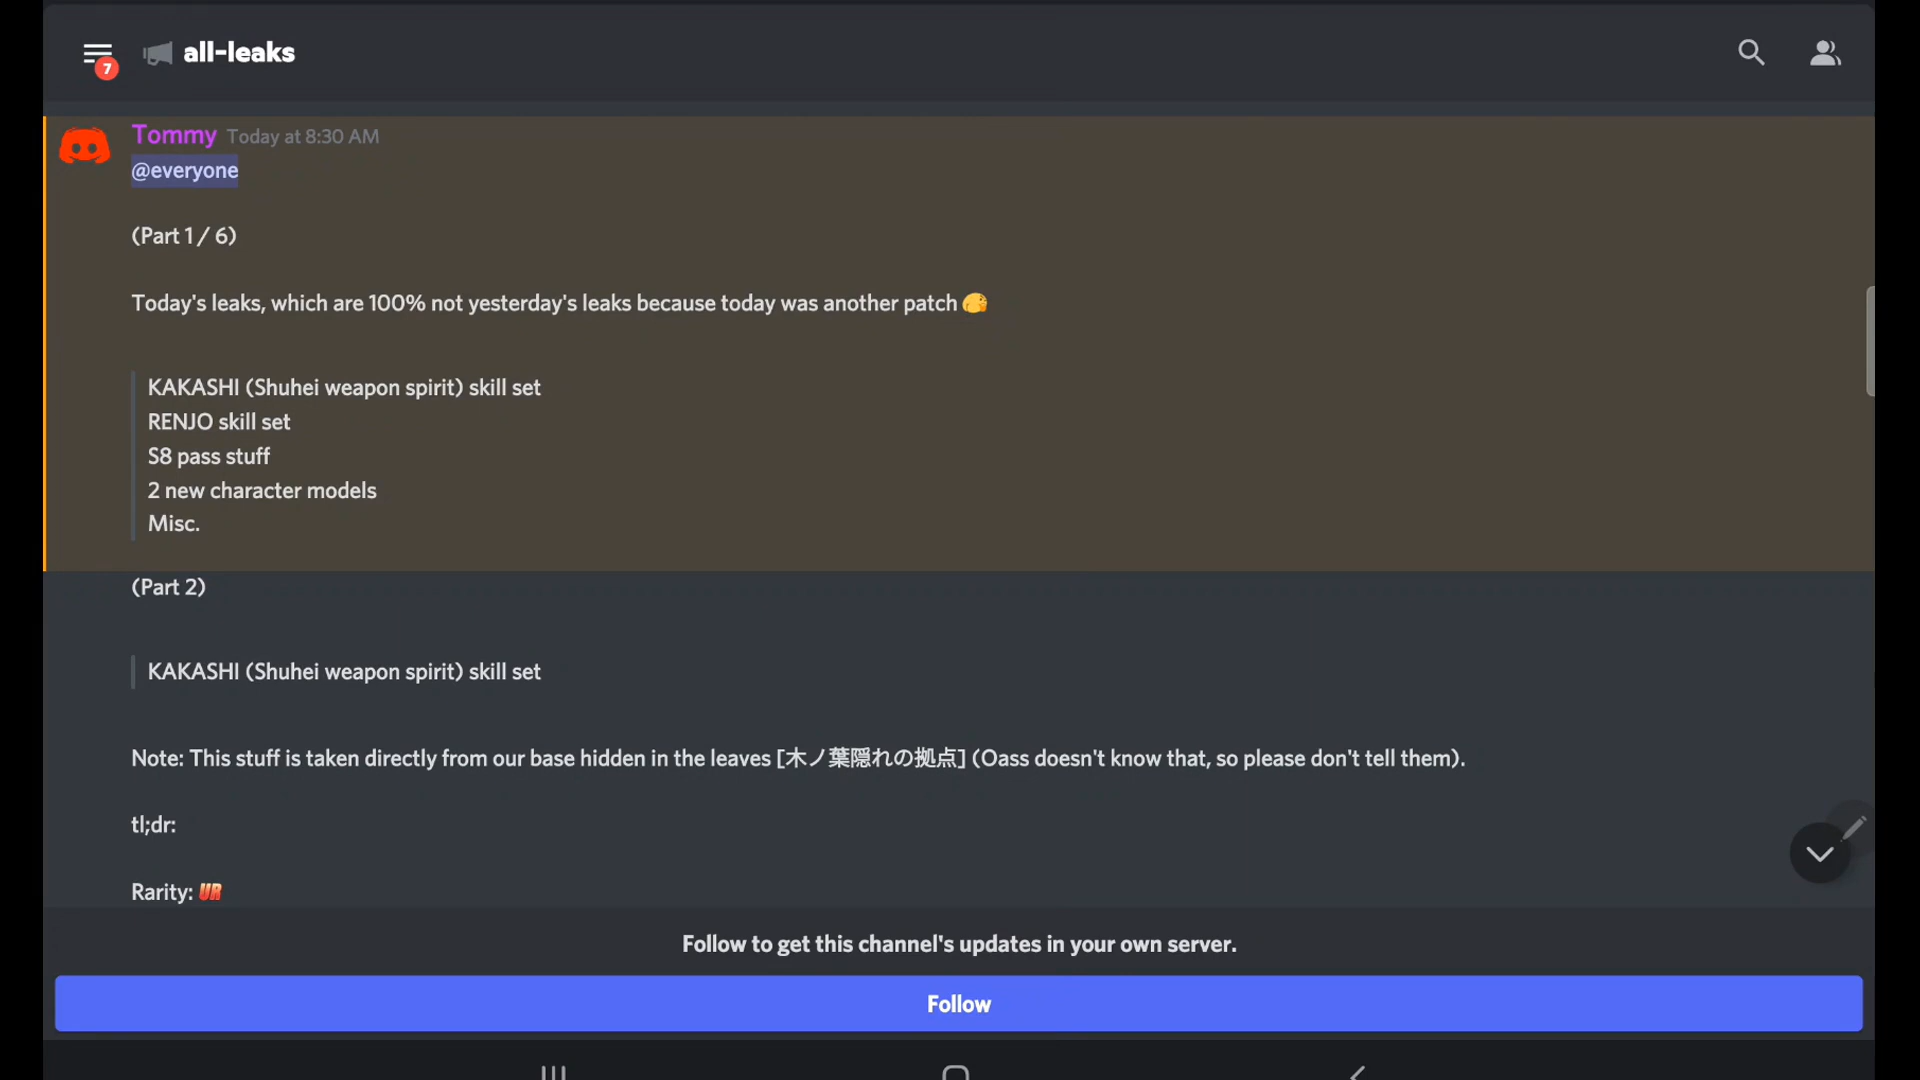 7
all-leaks
Tommy Today at 8:30 AM
@everyone
(Part 1 / 6)
Today's leaks, which are 100% not yesterday's leaks because today was another patch
KAKASHI (Shuhei weapon spirit) skill set
RENJO skill set
S8 pass stuff
2 new character models
Misc.
(Part 2)
KAKASHI (Shuhei weapon spirit) skill set
Note: This stuff is taken directly from our base hidden in the leaves [木ノ葉隠れの拠点] (Oass doesn't know that, so please don't tell them).
tl;dr:
Rarity: UR
Follow to get this channel's updates in your own server.
Follow